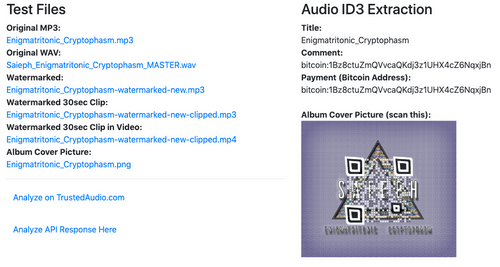 Test Files
Original MP3:
Enigmatritonic_Cryptophasm.mp3
Original WAV:
Saieph_Enigmatritonic_Cryptophasm_MASTER.wav
Watermarked:
Enigmatritonic_Cryptophasm-watermarked-new.mp3
Watermarked 30sec Clip:
Enigmatritonic_Cryptophasm-watermarked-new-clipped.mp3
Watermarked 30sec Clip in Video:
Enigmatritonic_Cryptophasm-watermarked-new-clipped.mp4
Album Cover Picture:
Enigmatritonic_Cryptophasm.png
Analyze on TrustedAudio.com
Analyze API Response Here
Audio ID3 Extraction
Title:
Enigmatritonic_Cryptophasm
Comment:
bitcoin:1Bz8ctuZmQVvcaQKdj3z1UHX4cZ6NqxjBn
Payment (Bitcoin Address):
bitcoin:1Bz8ctuZmQVvcaQKdj3z1UHX4cZ6NqxjBn
Album Cover Picture (scan this):
SAIEPH
ENIGMATRITONIC CRYPTOPHASM